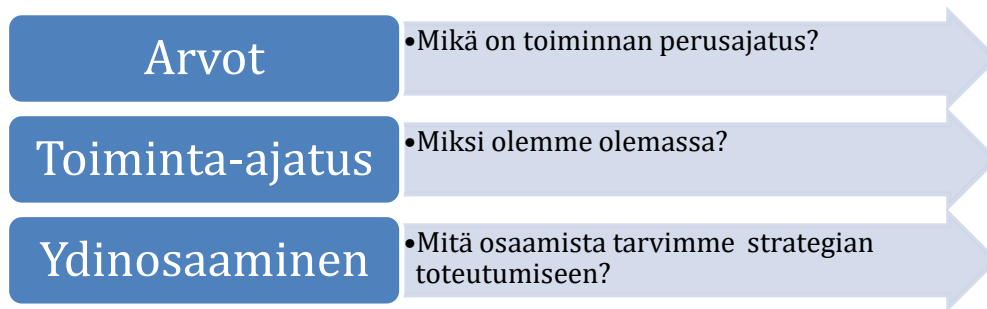 Arvot
•Mikä on toiminnan perusajatus?
Toiminta-ajatus
•Miksi olemme olemassa?
Ydinosaaminen
•Mitä osaamista tarvimme strategian
toteutumiseen?